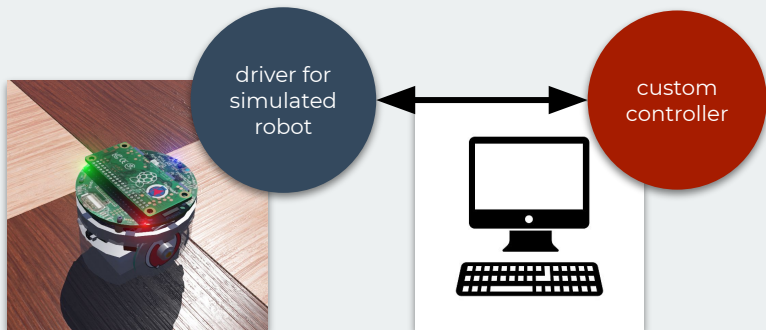 driver for
simulated
robot
custom
controller